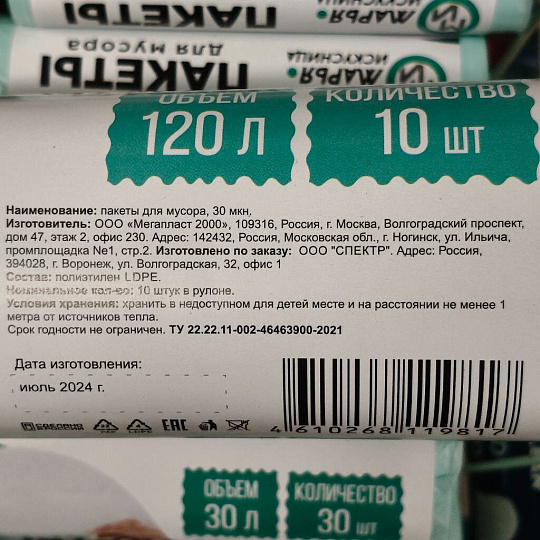 МАРЬЯ
ИСКУСНИЦА
ПАКЕТЫ
МАРЬЯ
ИСКУСНИЦА
ПАКЕТЫ
для мусора
ОБЪЕМ
120 Л
КОЛИЧЕСТВО
10 ШТ
Наименование: пакеты для мусора, 30 мкн.
Изготовитель: ООО «Мегапласт 2000», 109316, Россия, г. Москва, Волгоградский проспект,
дом 47, этаж 2, офис 230. Адрес: 142432, Россия, Московская обл., г. Ногинск, ул. Ильича,
промплощадка №1, стр.2. Изготовлено по заказу: ООО "СПЕКТР". Адрес: Россия,
394028, г. Воронеж, ул. Волгоградская, 32, офис 1
Состав: полиэтилен LDPE.
Номинальное кол-во: 10 штук в рулоне.
Условия хранения: хранить в недоступном для детей месте и на расстоянии не менее 1
метра от источников тепла.
Срок годности не ограничен. ТУ 22.22.11-002-46463900-2021
Дата изготовления:
июль 2024 г.
СДЕЛАНО
В РОССИИ
LDPE
EAC
4 610268 119817
ОБЪЕМ
30 Л
КОЛИЧЕСТВО
30 ШТ